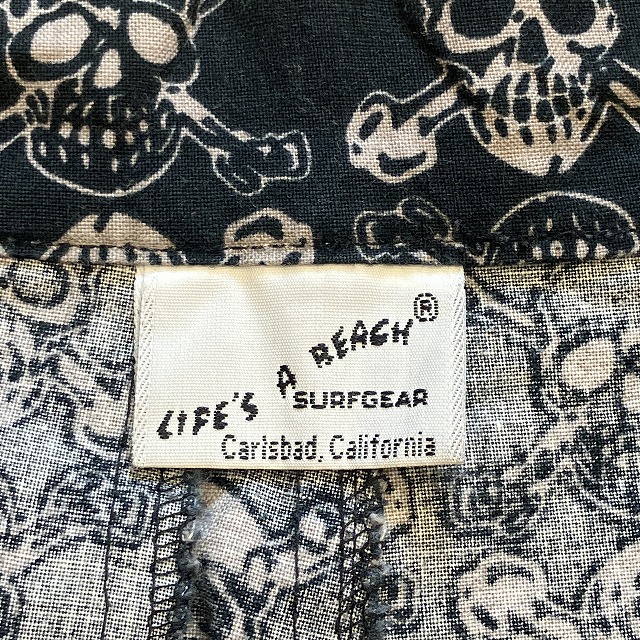 LIFE'S A BEACH®
SURFGEAR
Carlsbad, California